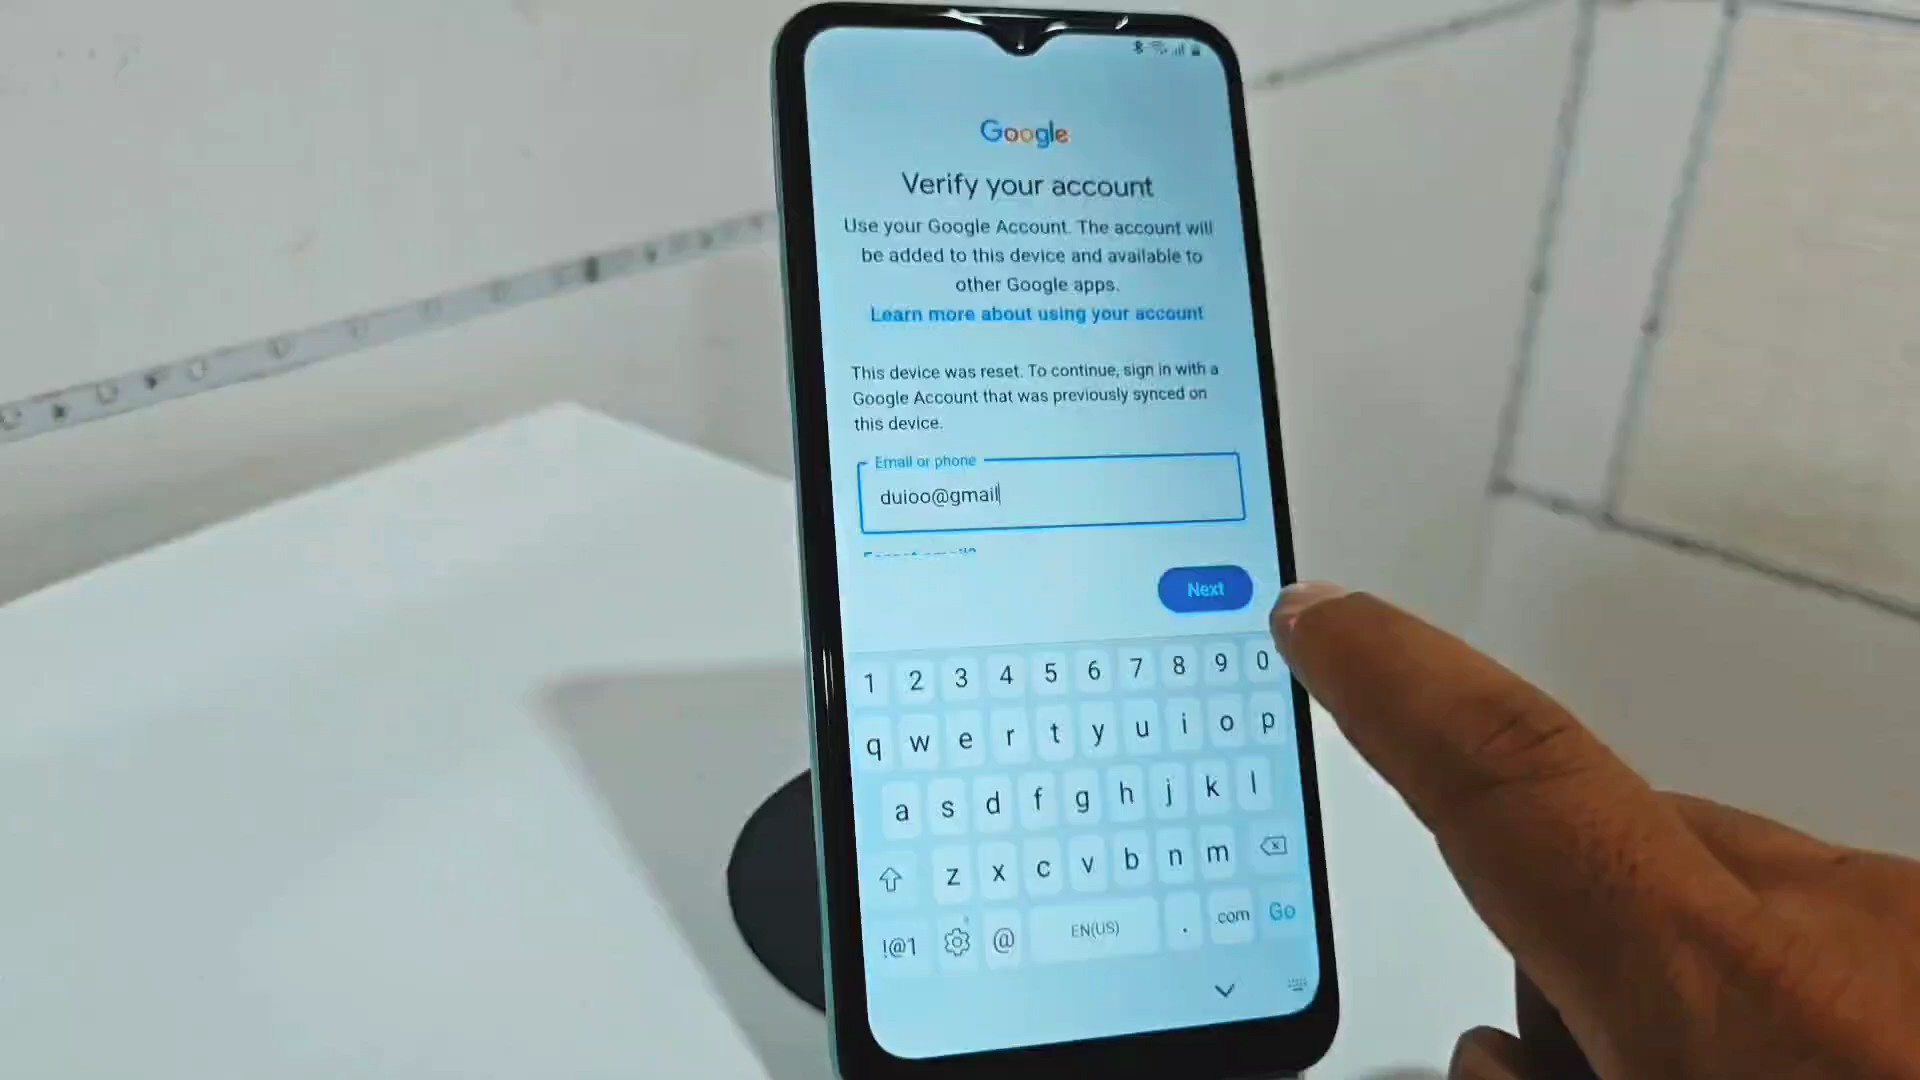 Google
Verify your account
Use your Google Account. The account will
be added to this device and available to
other Google apps.
Learn more about using your account
This device was reset. To continue, sign in with a
Google Account that was previously synced on
this device.
Email or phone
duioo@gmail
Next
1 2 3 4 5 6 7 8 9 0
q w e r t y u i o p
a s d f g h j k l
z x c v b n m
!@1 @ EN(US) . com Go